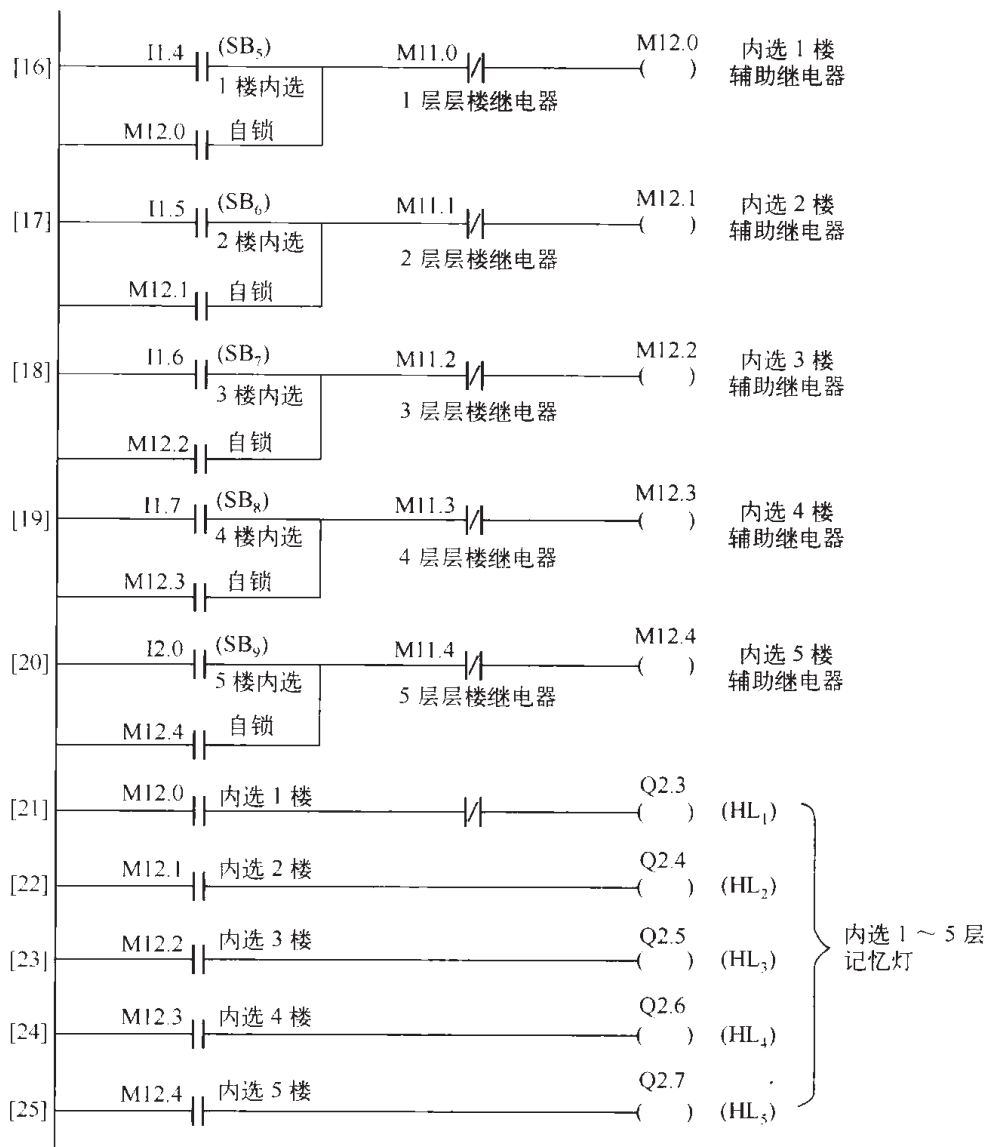 [16] I1.4 (SB₅) M11.0 M12.0 内选 1 楼
1 楼内选 1 层层楼继电器 ( ) 辅助继电器
M12.0 自锁
[17] I1.5 (SB₆) M11.1 M12.1 内选 2 楼
2 楼内选 2 层层楼继电器 ( ) 辅助继电器
M12.1 自锁
[18] I1.6 (SB₇) M11.2 M12.2 内选 3 楼
3 楼内选 3 层层楼继电器 ( ) 辅助继电器
M12.2 自锁
[19] I1.7 (SB₈) M11.3 M12.3 内选 4 楼
4 楼内选 4 层层楼继电器 ( ) 辅助继电器
M12.3 自锁
[20] I2.0 (SB₉) M11.4 M12.4 内选 5 楼
5 楼内选 5 层层楼继电器 ( ) 辅助继电器
M12.4 自锁
[21] M12.0 内选 1 楼 Q2.3 ( ) (HL₁)
[22] M12.1 内选 2 楼 Q2.4 ( ) (HL₂)
[23] M12.2 内选 3 楼 Q2.5 ( ) (HL₃)
内选 1 ～ 5 层
记忆灯
[24] M12.3 内选 4 楼 Q2.6 ( ) (HL₄)
[25] M12.4 内选 5 楼 Q2.7 ( ) (HL₅)